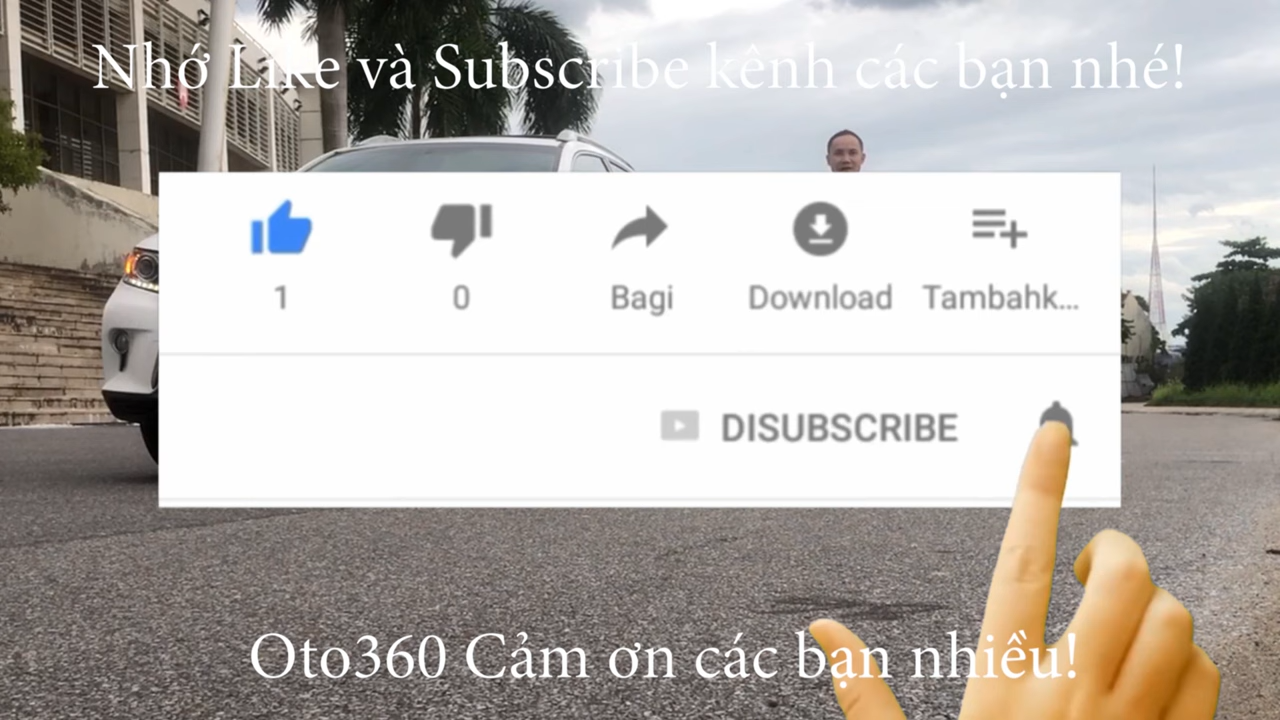 Nhớ Like và Subscribe kênh các bạn nhé!
1 0 Bagi Download Tambahk...
DISUBSCRIBE
Oto360 Cảm ơn các bạn nhiều!